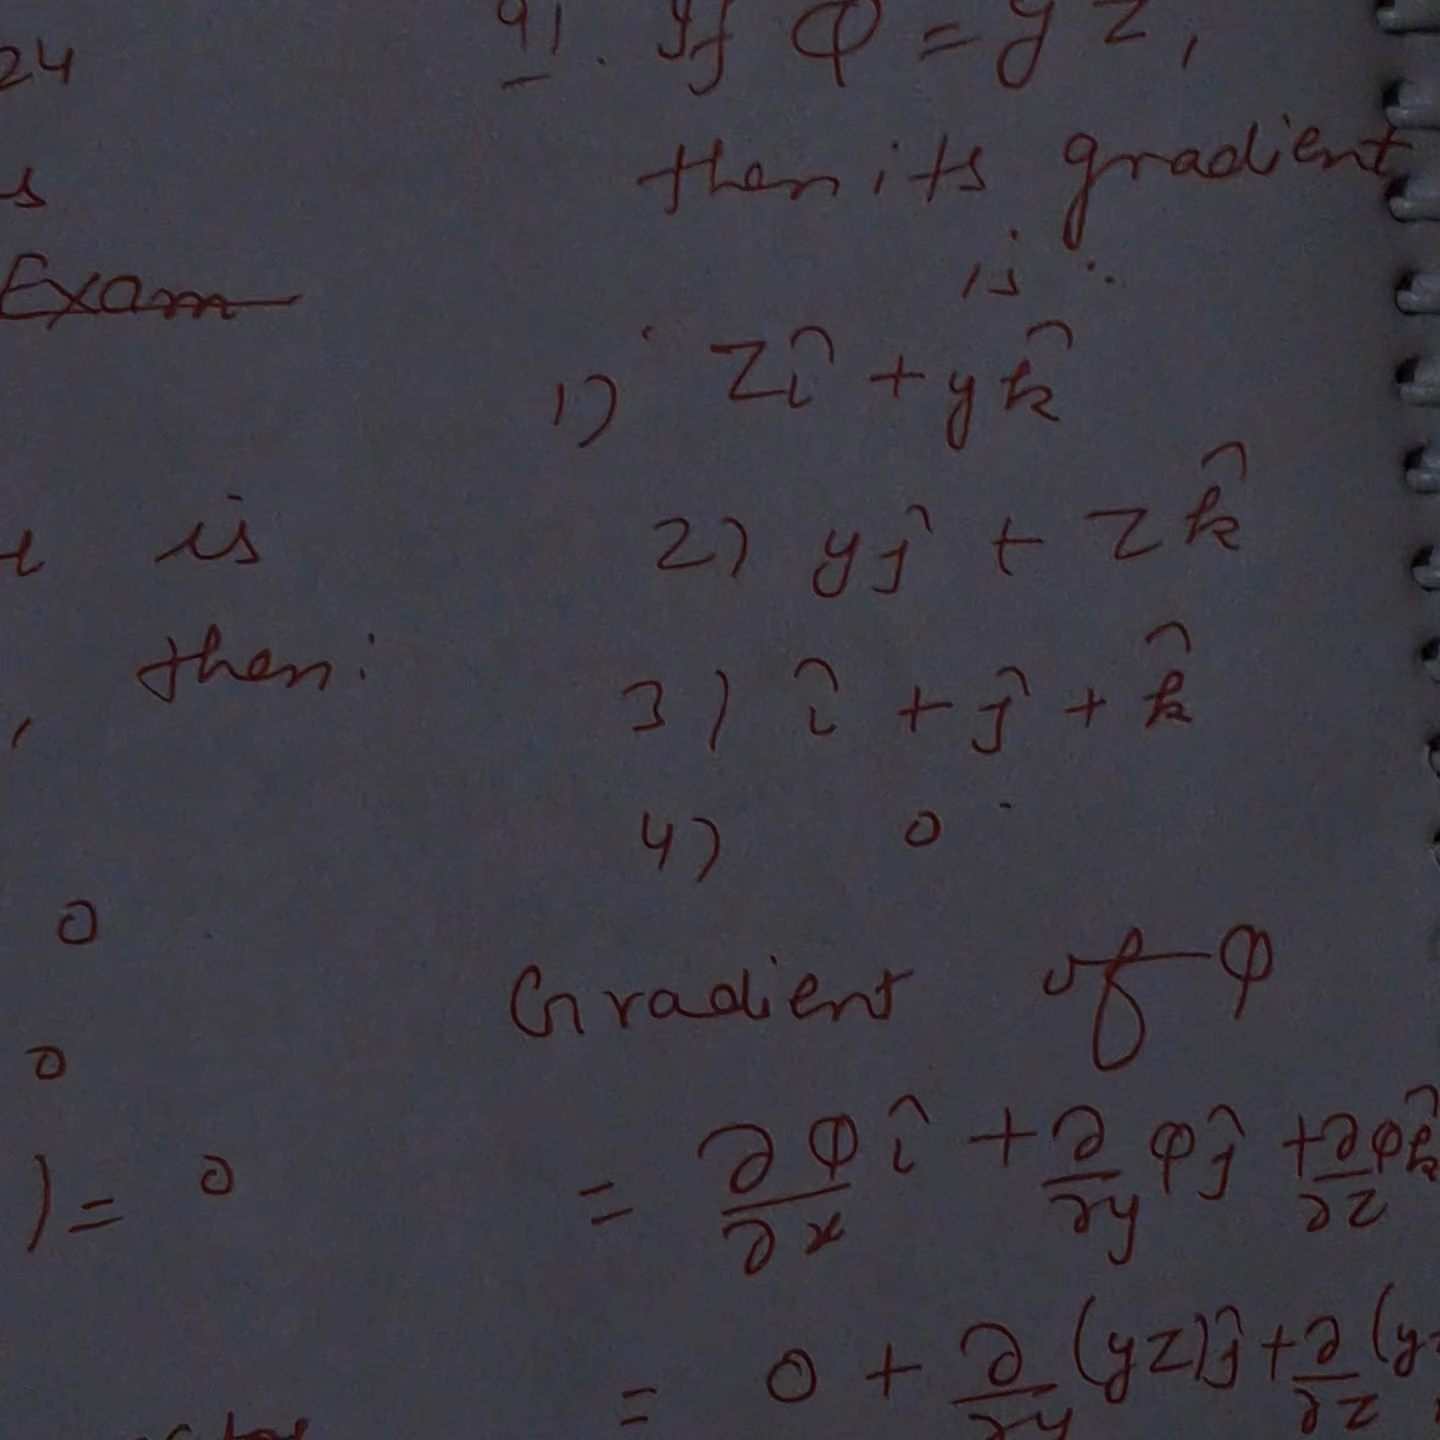 24
s
Exam
is
, then:
0
0
) = 0
91. If φ = yz,
then its gradient
is :
1) zî + yk̂
2) yĵ + zk̂
3) î + ĵ + k̂
4) 0
Gradient of φ
= ∂φ/∂x î + ∂/∂y φĵ + ∂/∂z φk̂
= 0 + ∂/∂y (yz)ĵ + ∂/∂z (y